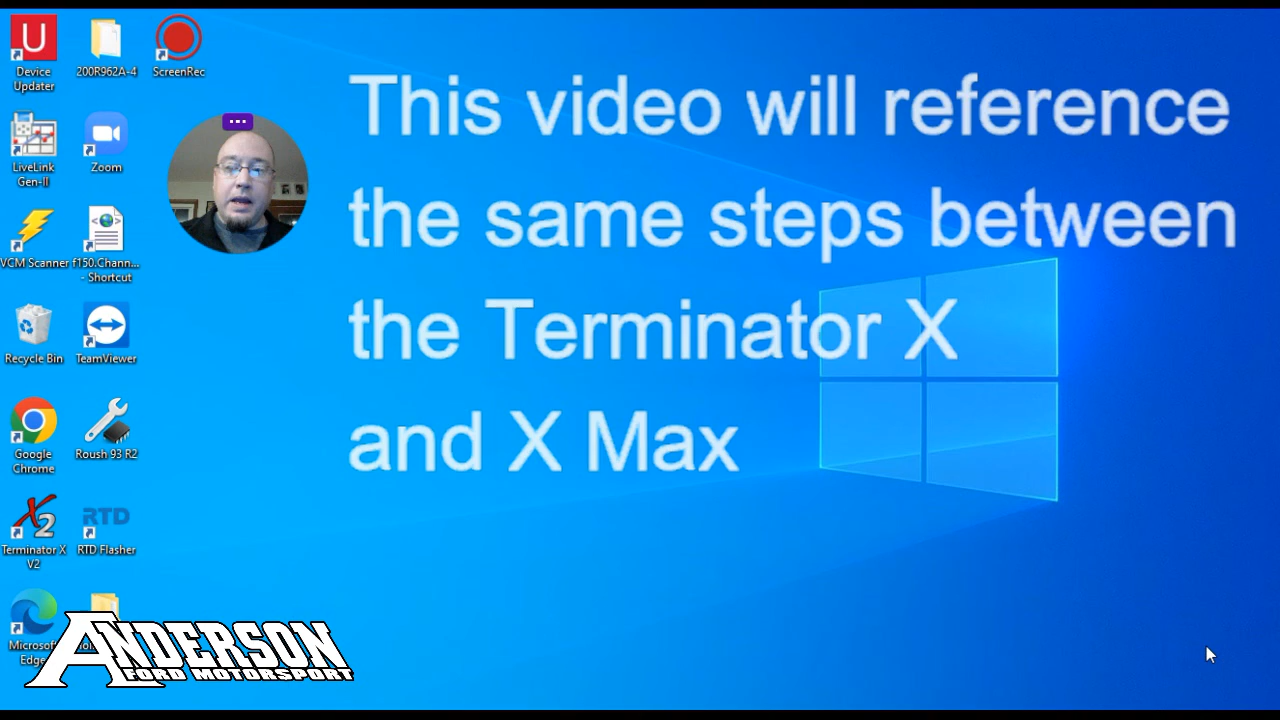 Device
Updater
200R962A-4
ScreenRec
LiveLink
Gen-II
Zoom
VCM Scanner
f150.Chann...
- Shortcut
Recycle Bin
TeamViewer
Google
Chrome
Roush 93 R2
Terminator X
V2
RTD
RTD Flasher
Microsoft
Edge
This video will reference
the same steps between
the Terminator X
and X Max
ANDERSON
FORD MOTORSPORT